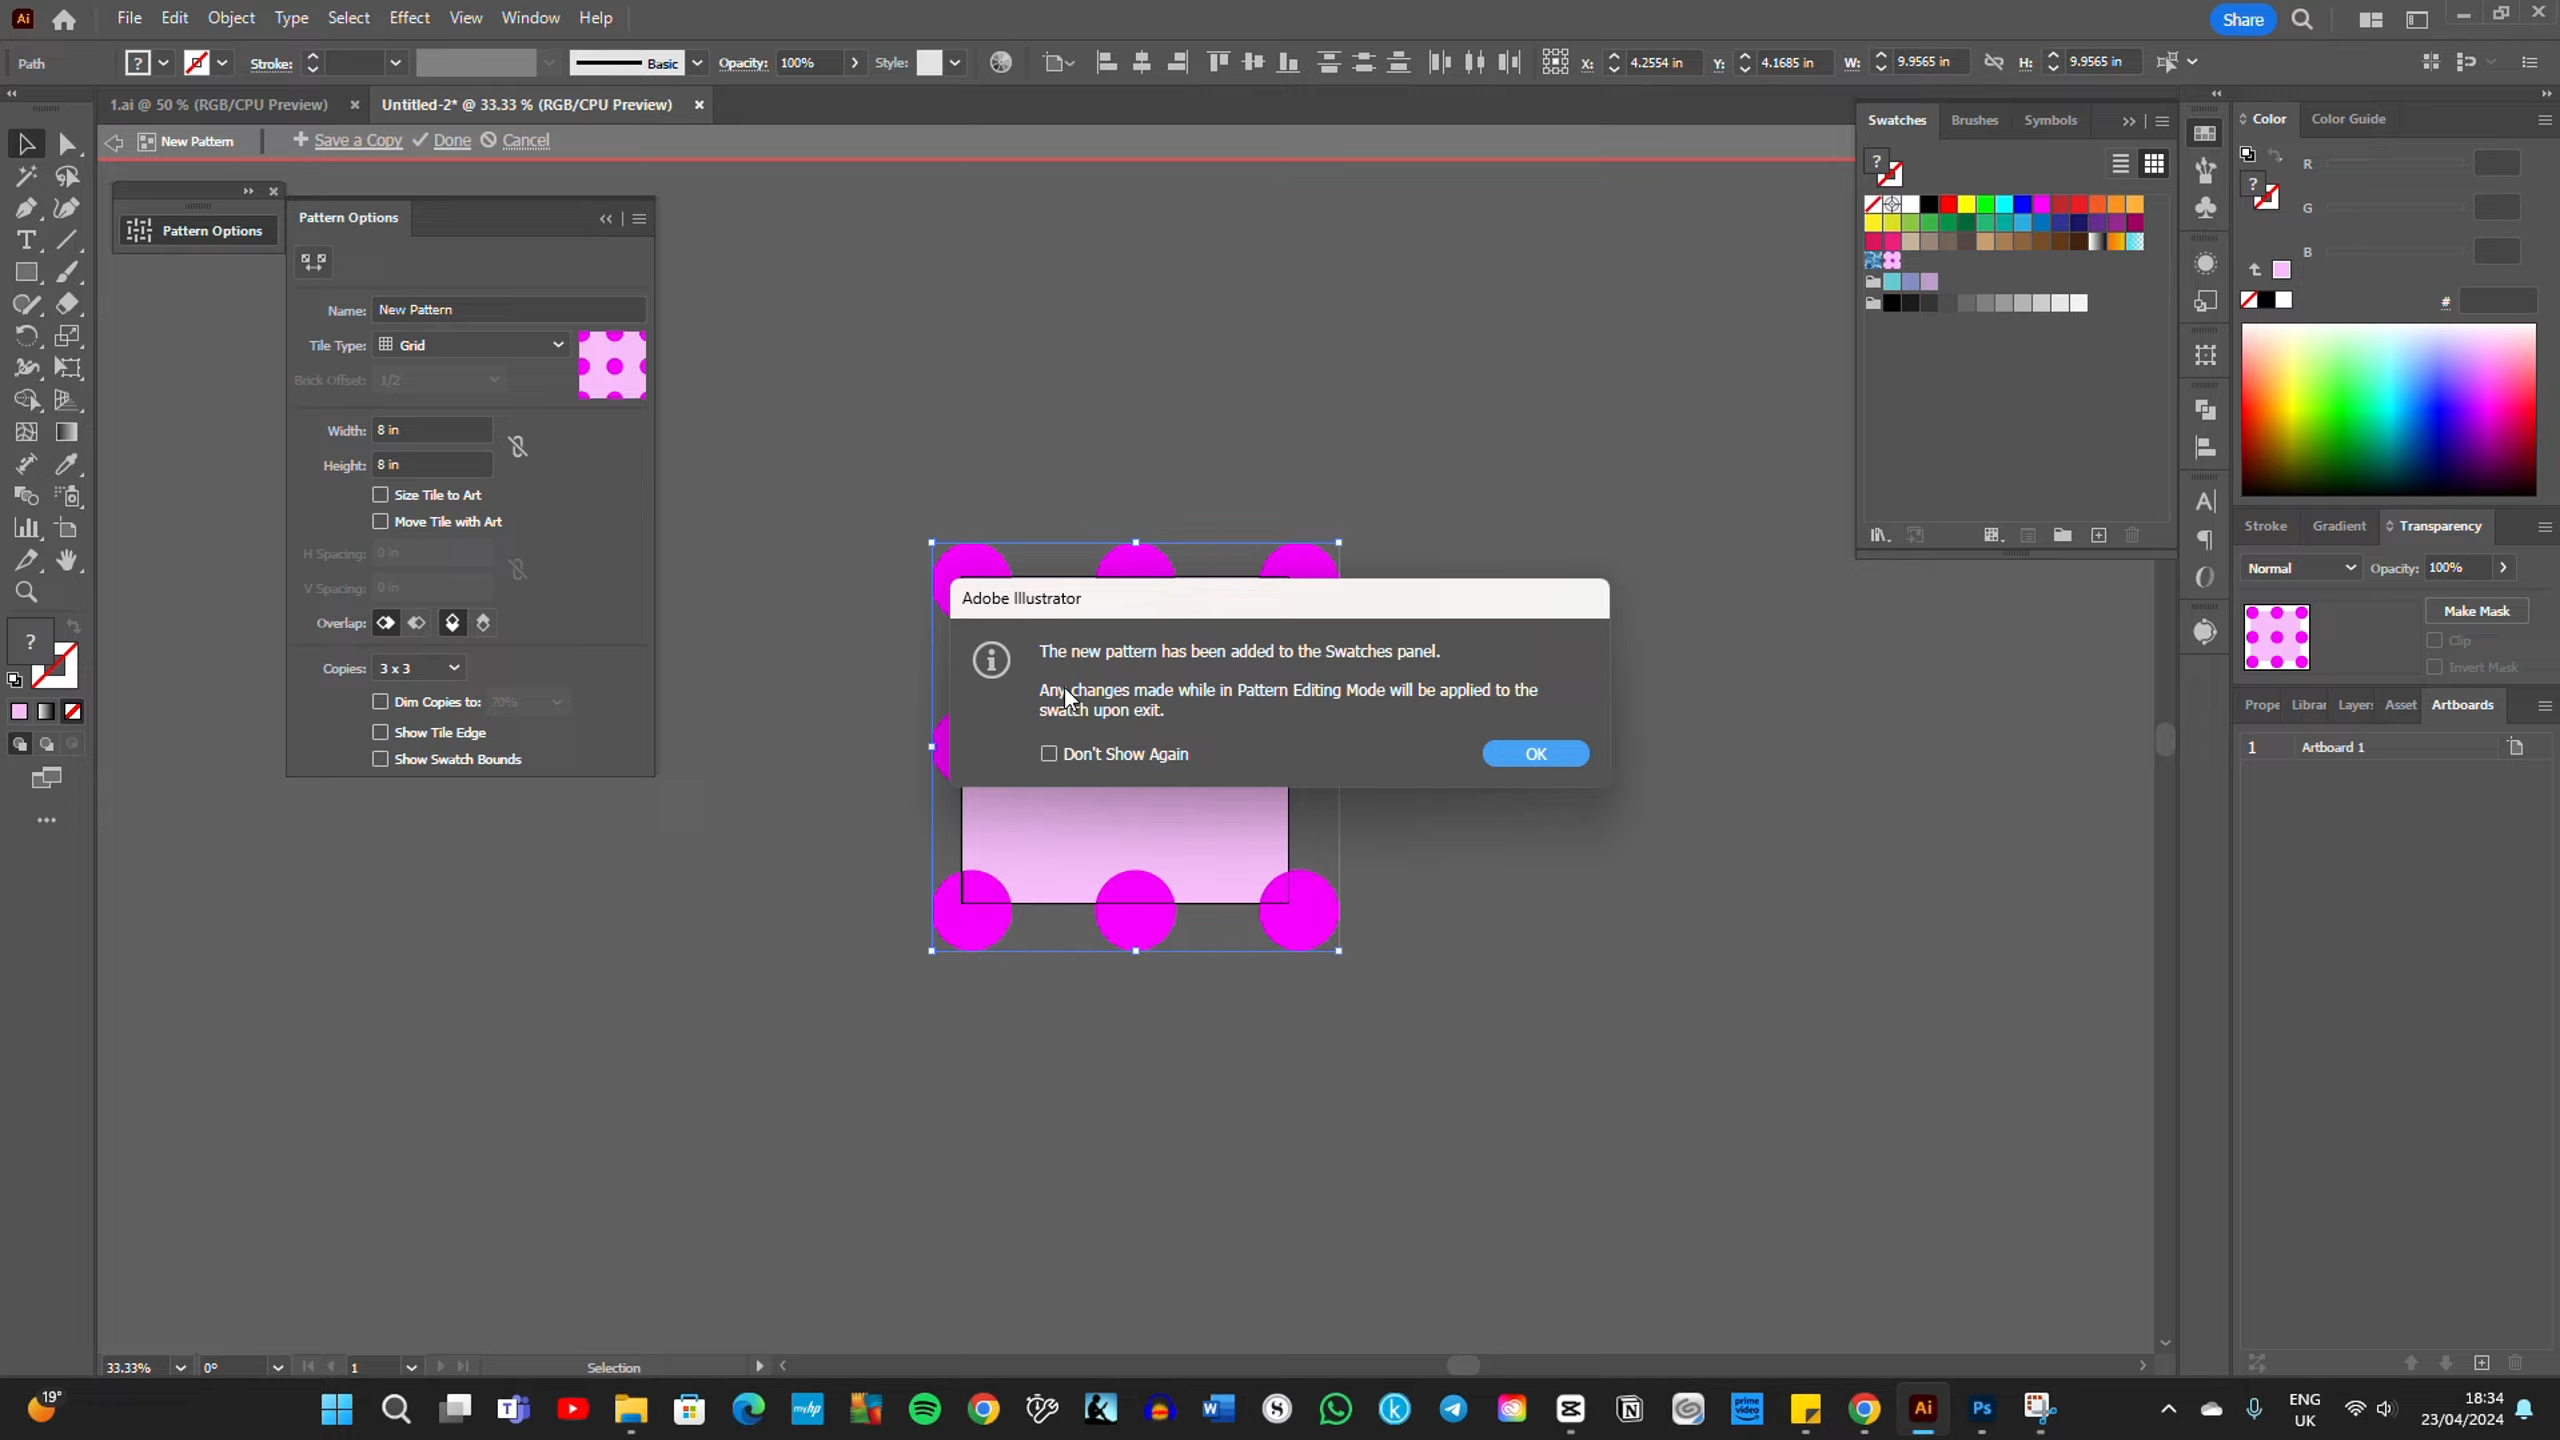 Ai File Edit Object Type Select Effect View Window Help Share
Path ? Stroke: Basic Opacity: 100% Style: X: 4.2554 in Y: 4.1685 in W: 9.9565 in H: 9.9565 in
1.ai @ 50 % (RGB/CPU Preview) Untitled-2* @ 33.33 % (RGB/CPU Preview)
New Pattern Save a Copy Done Cancel
Pattern Options
Pattern Options
Name: New Pattern
Tile Type: Grid
Brick Offset: 1/2
Width: 8 in
Height: 8 in
Size Tile to Art
Move Tile with Art
H Spacing: 0 in
V Spacing: 0 in
Overlap:
Copies: 3 x 3
Dim Copies to: 70%
Show Tile Edge
Show Swatch Bounds
Adobe Illustrator
The new pattern has been added to the Swatches panel.
Any changes made while in Pattern Editing Mode will be applied to the
swatch upon exit.
Don't Show Again
OK
Swatches Brushes Symbols
?
Color Color Guide
R
? G
B
#
Stroke Gradient Transparency
Normal Opacity: 100%
Make Mask
Clip
Invert Mask
Prope Librar Layers Asset Artboards
1 Artboard 1
?
33.33% 0° 1 Selection
19°
myhp
prime video
Ai
Ps
ENG
UK
18:34
23/04/2024